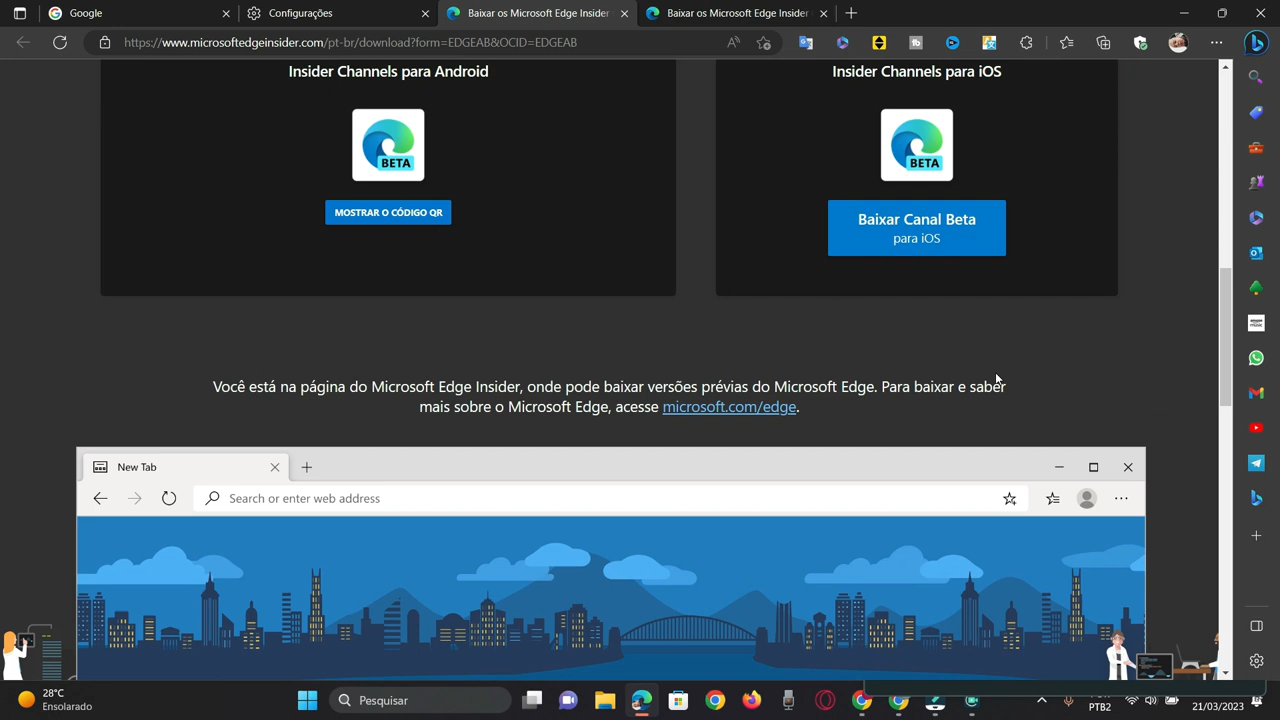 Google
Configurações
Baixar os Microsoft Edge Insider
Baixar os Microsoft Edge Insider
https://www.microsoftedgeinsider.com/pt-br/download?form=EDGEAB&OCID=EDGEAB
Insider Channels para Android
Insider Channels para iOS
BETA
BETA
MOSTRAR O CÓDIGO QR
Baixar Canal Beta
para iOS
Você está na página do Microsoft Edge Insider, onde pode baixar versões prévias do Microsoft Edge. Para baixar e saber
mais sobre o Microsoft Edge, acesse microsoft.com/edge.
New Tab
Search or enter web address
28°C
Ensolarado
Pesquisar
PTB2
21/03/2023